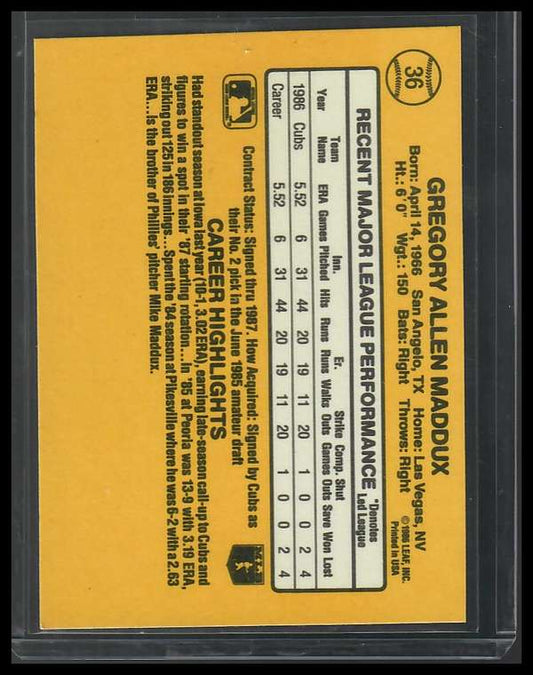 36
GREGORY ALLEN MADDUX
Born: April 14, 1966 San Angelo, TX Home: Las Vegas, NV
Ht.: 6'0" Wgt.: 150 Bats: Right Throws: Right
©1986 LEAF, INC.
Printed in USA
RECENT MAJOR LEAGUE PERFORMANCE *Denotes Led League
Team Inn. Er. Strike Comp. Shut
Year Name ERA Games Pitched Hits Runs Runs Walks Outs Games Outs Save Won Lost
1986 Cubs 5.52 6 31 44 20 19 11 20 1 0 0 2 4
Career 5.52 6 31 44 20 19 11 20 1 0 0 2 4
Contract Status: Signed thru 1987. How Acquired: Signed by Cubs as
their No. 2 pick in the June 1985 amateur draft
CAREER HIGHLIGHTS
Had standout season at Iowa last year (10-1, 3.02 ERA), earning late-season call-up to Cubs and
figures to win a spot in their '87 starting rotation...in '85 at Peoria was 13-9 with 3.19 ERA,
striking out 125 in 186 innings...Spent the '84 season at Pikesville where he was 6-2 with a 2.63
ERA...Is the brother of Phillies' pitcher Mike Maddux.